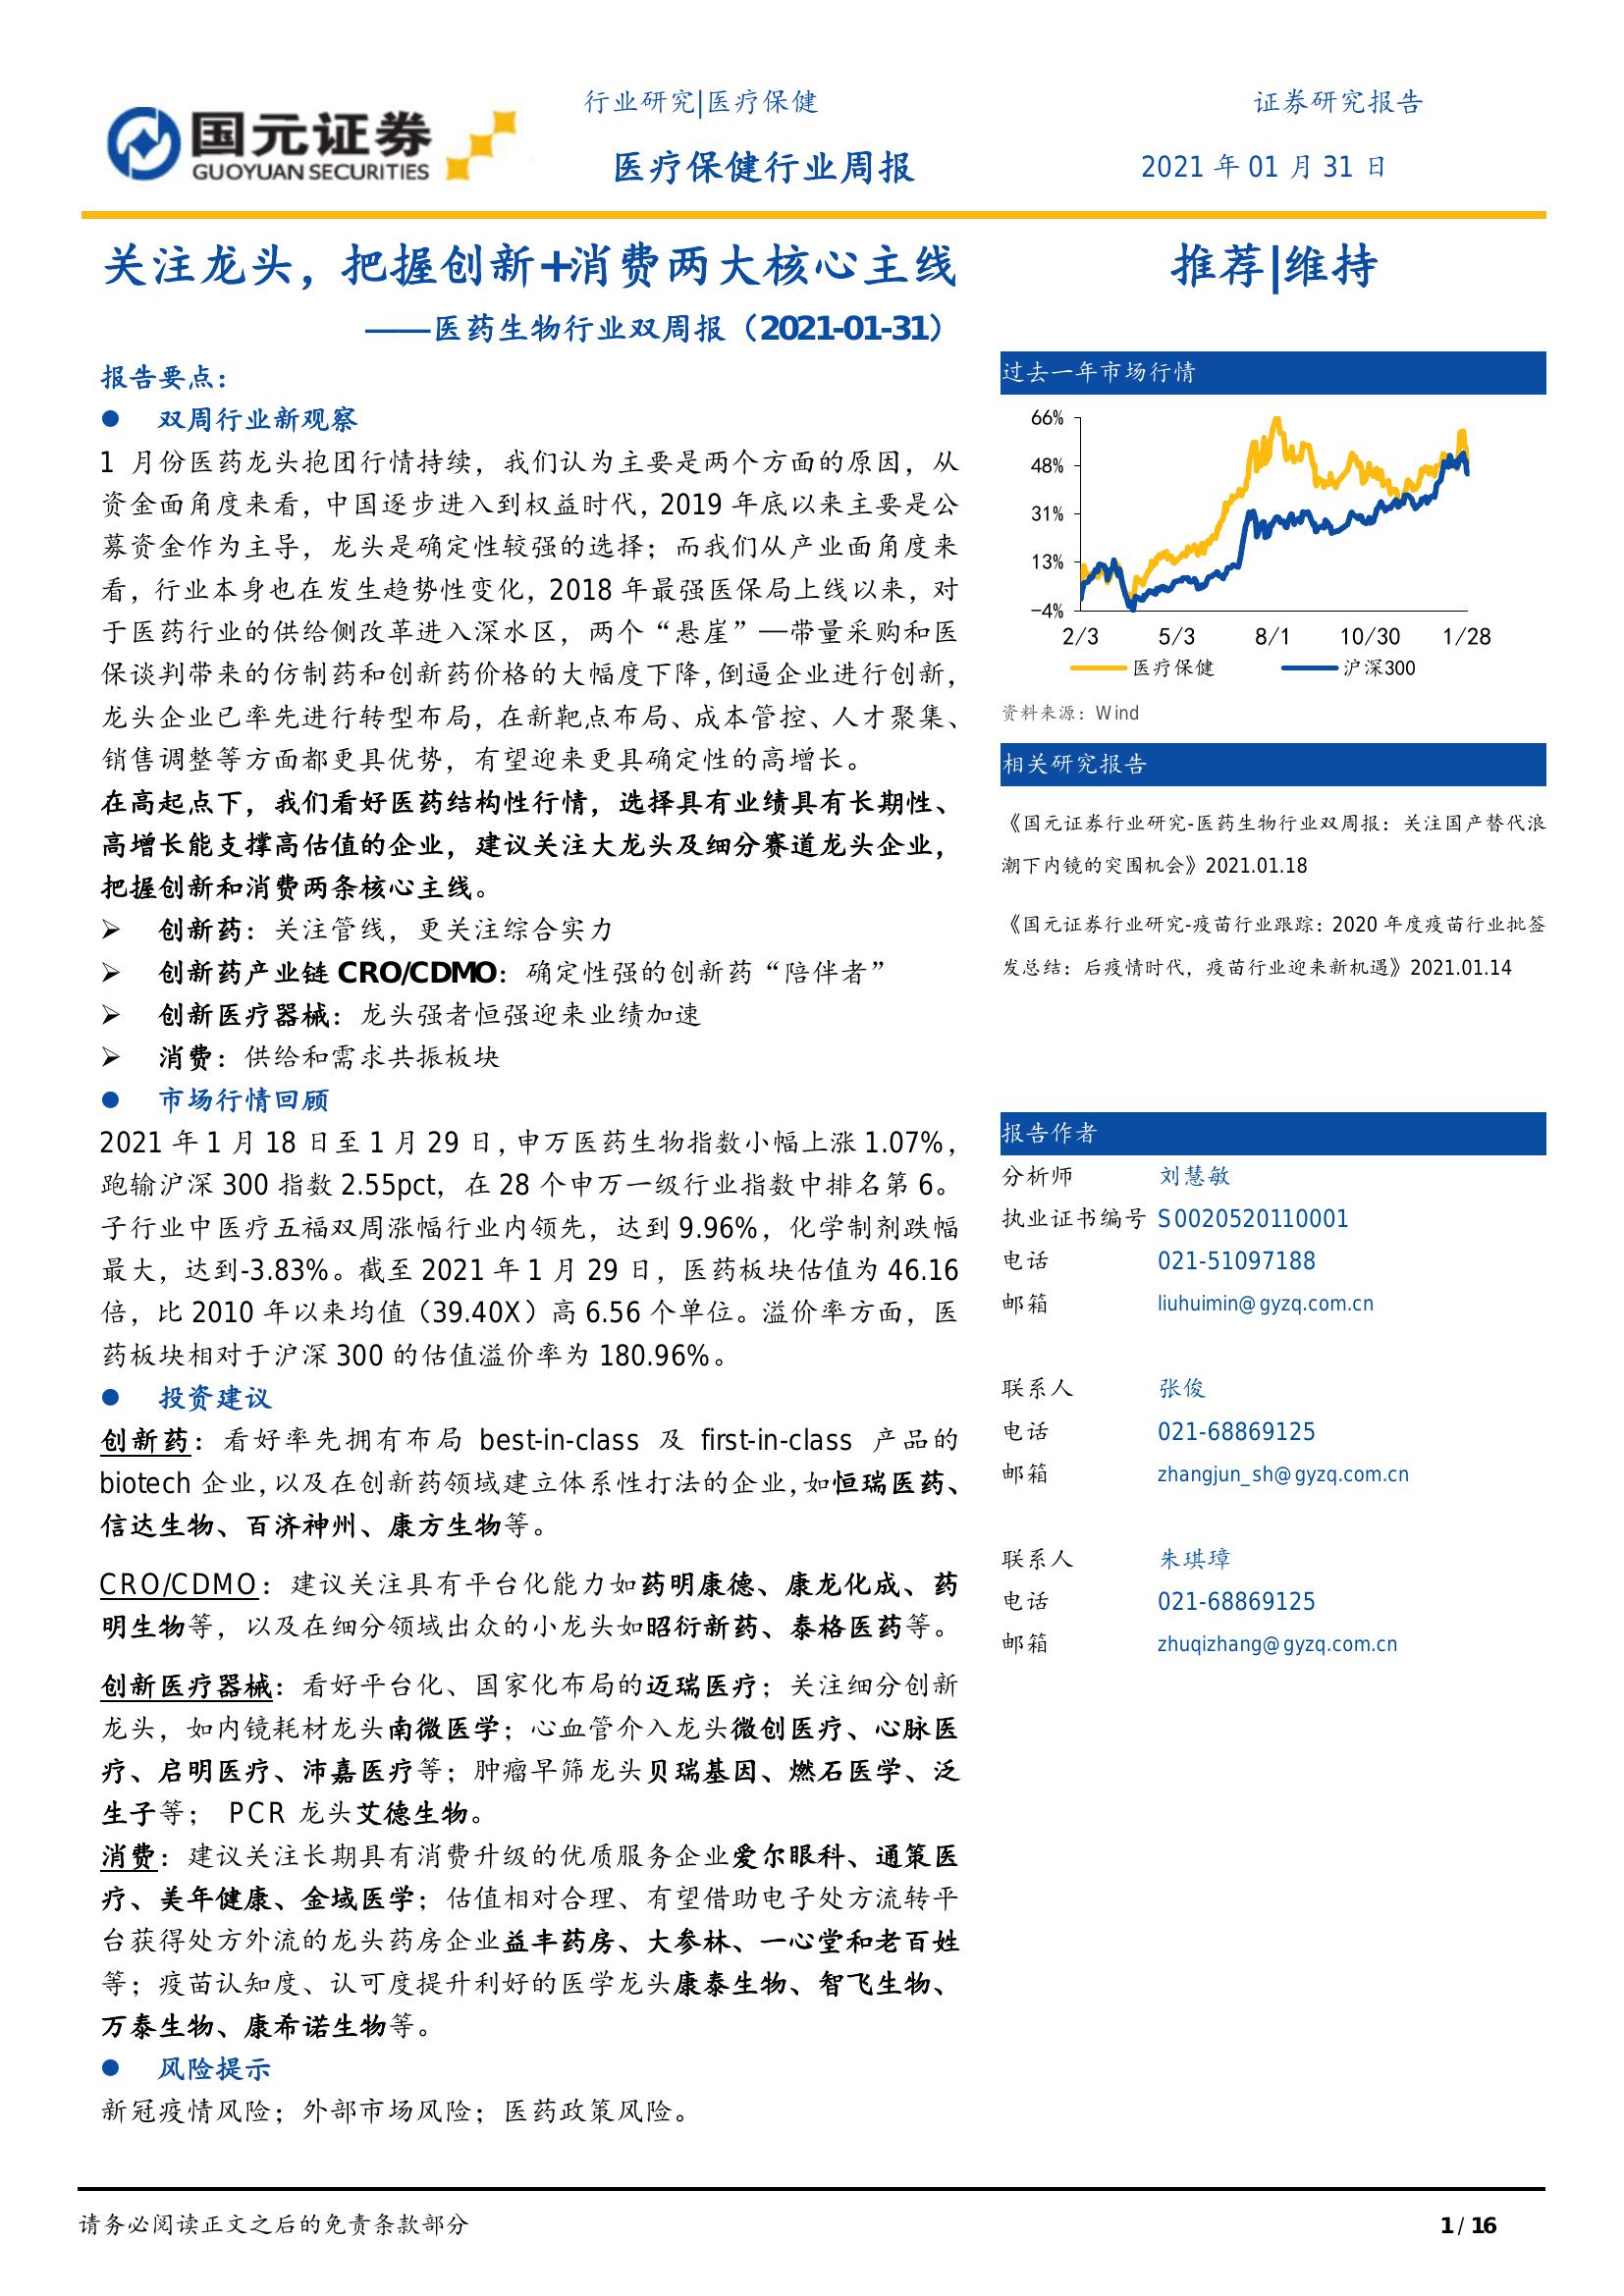 国元证券
GUOYUAN SECURITIES
行业研究|医疗保健
证券研究报告
医疗保健行业周报
2021 年 01 月 31 日
关注龙头，把握创新+消费两大核心主线
——医药生物行业双周报（2021-01-31）
报告要点：
● 双周行业新观察
1 月份医药龙头抱团行情持续，我们认为主要是两个方面的原因，从
资金面角度来看，中国逐步进入到权益时代，2019 年底以来主要是公
募资金作为主导，龙头是确定性较强的选择；而我们从产业面角度来
看，行业本身也在发生趋势性变化，2018 年最强医保局上线以来，对
于医药行业的供给侧改革进入深水区，两个“悬崖”—带量采购和医
保谈判带来的仿制药和创新药价格的大幅度下降，倒逼企业进行创新，
龙头企业已率先进行转型布局，在新靶点布局、成本管控、人才聚集、
销售调整等方面都更具优势，有望迎来更具确定性的高增长。
在高起点下，我们看好医药结构性行情，选择具有业绩具有长期性、
高增长能支撑高估值的企业，建议关注大龙头及细分赛道龙头企业，
把握创新和消费两条核心主线。
➢ 创新药：关注管线，更关注综合实力
➢ 创新药产业链 CRO/CDMO：确定性强的创新药“陪伴者”
➢ 创新医疗器械：龙头强者恒强迎来业绩加速
➢ 消费：供给和需求共振板块
● 市场行情回顾
2021 年 1 月 18 日至 1 月 29 日，申万医药生物指数小幅上涨 1.07%，
跑输沪深 300 指数 2.55pct，在 28 个申万一级行业指数中排名第 6。
子行业中医疗五福双周涨幅行业内领先，达到 9.96%，化学制剂跌幅
最大，达到-3.83%。截至 2021 年 1 月 29 日，医药板块估值为 46.16
倍，比 2010 年以来均值（39.40X）高 6.56 个单位。溢价率方面，医
药板块相对于沪深 300 的估值溢价率为 180.96%。
● 投资建议
创新药：看好率先拥有布局 best-in-class 及 first-in-class 产品的
biotech 企业，以及在创新药领域建立体系性打法的企业，如恒瑞医药、
信达生物、百济神州、康方生物等。
CRO/CDMO：建议关注具有平台化能力如药明康德、康龙化成、药
明生物等，以及在细分领域出众的小龙头如昭衍新药、泰格医药等。
创新医疗器械：看好平台化、国家化布局的迈瑞医疗；关注细分创新
龙头，如内镜耗材龙头南微医学；心血管介入龙头微创医疗、心脉医
疗、启明医疗、沛嘉医疗等；肿瘤早筛龙头贝瑞基因、燃石医学、泛
生子等； PCR 龙头艾德生物。
消费：建议关注长期具有消费升级的优质服务企业爱尔眼科、通策医
疗、美年健康、金域医学；估值相对合理、有望借助电子处方流转平
台获得处方外流的龙头药房企业益丰药房、大参林、一心堂和老百姓
等；疫苗认知度、认可度提升利好的医学龙头康泰生物、智飞生物、
万泰生物、康希诺生物等。
● 风险提示
新冠疫情风险；外部市场风险；医药政策风险。
推荐|维持
过去一年市场行情
66%
48%
31%
13%
-4%
2/3 5/3 8/1 10/30 1/28
医疗保健 沪深300
资料来源：Wind
相关研究报告
《国元证券行业研究-医药生物行业双周报：关注国产替代浪
潮下内镜的突围机会》2021.01.18
《国元证券行业研究-疫苗行业跟踪：2020 年度疫苗行业批签
发总结：后疫情时代，疫苗行业迎来新机遇》2021.01.14
报告作者
分析师 刘慧敏
执业证书编号 S0020520110001
电话 021-51097188
邮箱 liuhuimin@gyzq.com.cn
联系人 张俊
电话 021-68869125
邮箱 zhangjun_sh@gyzq.com.cn
联系人 朱琪璋
电话 021-68869125
邮箱 zhuqizhang@gyzq.com.cn
请务必阅读正文之后的免责条款部分
1 / 16